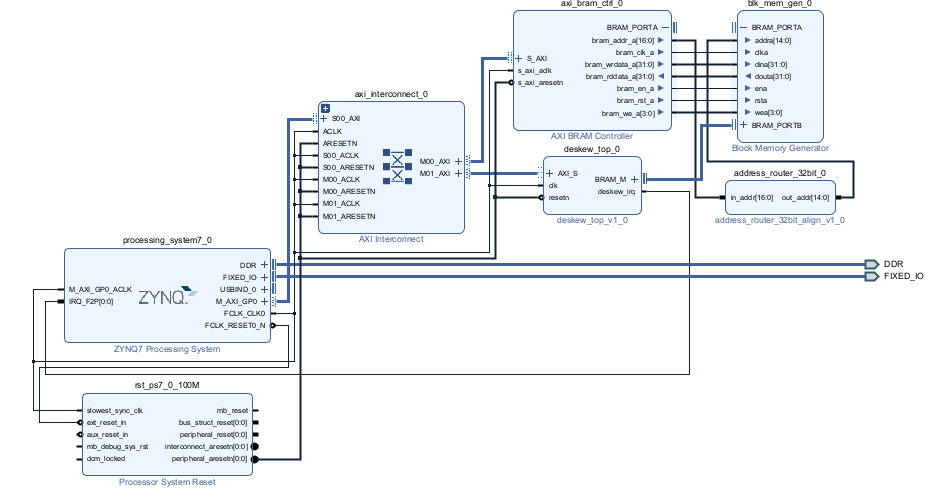 axi_bram_ctrl_0
S_AXI
s_axi_aclk
s_axi_aresetn
BRAM_PORTA
bram_addr_a[16:0]
bram_clk_a
bram_wrdata_a[31:0]
bram_rddata_a[31:0]
bram_en_a
bram_rst_a
bram_we_a[3:0]
AXI BRAM Controller
blk_mem_gen_0
BRAM_PORTA
addra[14:0]
clka
dina[31:0]
douta[31:0]
ena
rsta
wea[3:0]
BRAM_PORTB
Block Memory Generator
axi_interconnect_0
S00_AXI
ACLK
ARESETN
S00_ACLK
S00_ARESETN
M00_ACLK
M00_ARESETN
M01_ACLK
M01_ARESETN
M00_AXI
M01_AXI
AXI Interconnect
deskew_top_0
AXI_S
clk
resetn
BRAM_M
deskew_irq
deskew_top_v1_0
address_router_32bit_0
in_addr[16:0]
out_addr[14:0]
address_router_32bit_align_v1_0
processing_system7_0
M_AXI_GP0_ACLK
IRQ_F2P[0:0]
ZYNQ
DDR
FIXED_IO
USBIND_0
M_AXI_GP0
FCLK_CLK0
FCLK_RESET0_N
ZYNQ7 Processing System
DDR
FIXED_IO
rst_ps7_0_100M
slowest_sync_clk
ext_reset_in
aux_reset_in
mb_debug_sys_rst
dcm_locked
mb_reset
bus_struct_reset[0:0]
peripheral_reset[0:0]
interconnect_aresetn[0:0]
peripheral_aresetn[0:0]
Processor System Reset